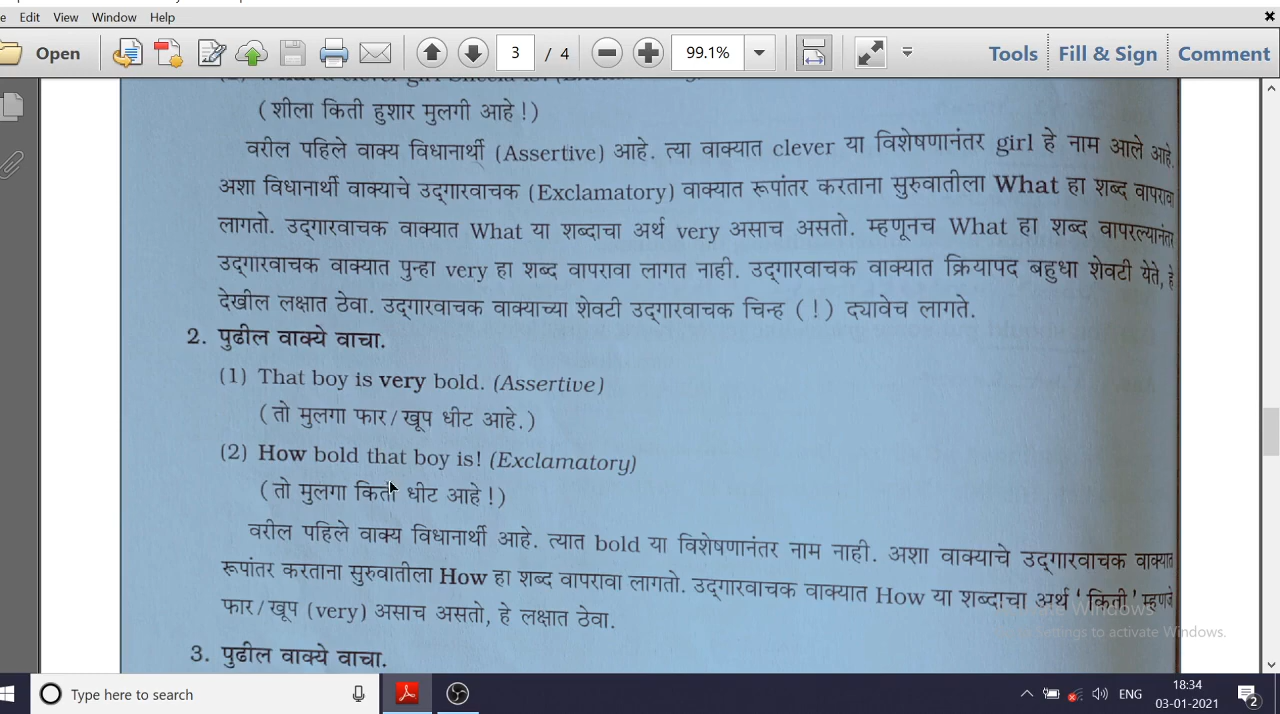 Edit View Window Help
Open 3 / 4 99.1% Tools Fill & Sign Comment
(शीला किती हुशार मुलगी आहे!)
वरील पहिले वाक्य विधानार्थी (Assertive) आहे. त्या वाक्यात clever या विशेषणानंतर girl हे नाम आले आहे.
अशा विधानार्थी वाक्याचे उद्‌गारवाचक (Exclamatory) वाक्यात रूपांतर करताना सुरुवातीला What हा शब्द वापरावा
लागतो. उद्‌गारवाचक वाक्यात What या शब्दाचा अर्थ very असाच असतो. म्हणूनच What हा शब्द वापरल्यानंतर
उद्‌गारवाचक वाक्यात पुन्हा very हा शब्द वापरावा लागत नाही. उद्‌गारवाचक वाक्यात क्रियापद बहुधा शेवटी येते, हे
देखील लक्षात ठेवा. उद्‌गारवाचक वाक्याच्या शेवटी उद्‌गारवाचक चिन्ह (!) द्यावेच लागते.
2. पुढील वाक्ये वाचा.
(1) That boy is very bold. (Assertive)
(तो मुलगा फार/खूप धीट आहे.)
(2) How bold that boy is! (Exclamatory)
(तो मुलगा किती धीट आहे!)
वरील पहिले वाक्य विधानार्थी आहे. त्यात bold या विशेषणानंतर नाम नाही. अशा वाक्याचे उद्‌गारवाचक वाक्यात
रूपांतर करताना सुरुवातीला How हा शब्द वापरावा लागतो. उद्‌गारवाचक वाक्यात How या शब्दाचा अर्थ 'किती' म्हणजे
फार/खूप (very) असाच असतो, हे लक्षात ठेवा.
Windows
Settings to activate Windows.
3. पुढील वाक्ये वाचा.
Type here to search ENG 18:34
03-01-2021 2